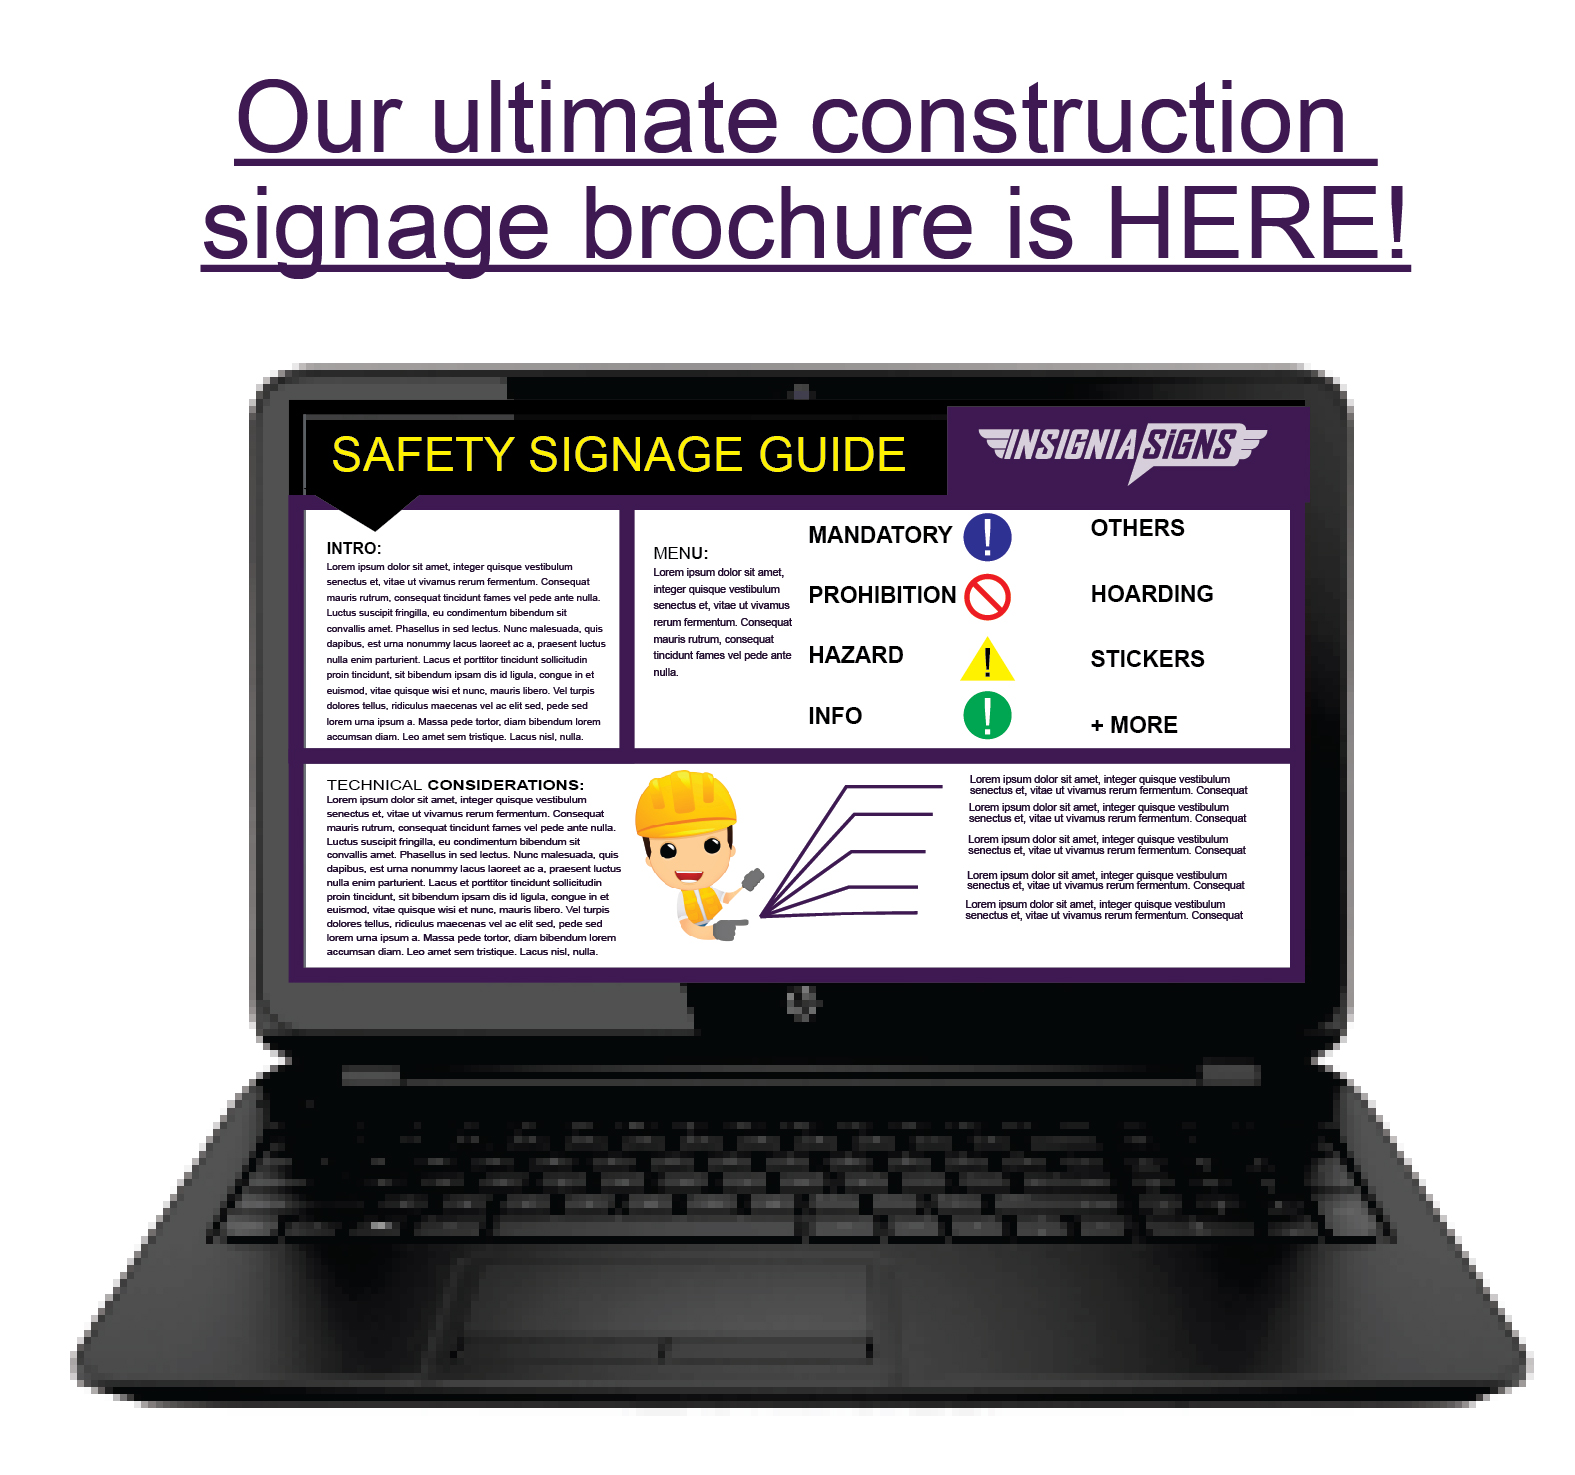 Our ultimate construction
signage brochure is HERE!
SAFETY SIGNAGE GUIDE
INSIGNIA SiGNS
INTRO:
Lorem ipsum dolor sit amet, integer quisque vestibulum
senectus et, vitae ut vivamus rerum fermentum. Consequat
mauris rutrum, consequat tincidunt fames vel pede ante nulla.
Luctus suscipit fringilla, eu condimentum bibendum sit
convallis amet. Phasellus in sed lectus. Nunc malesuada, quis
dapibus, est urna nonummy lacus laoreet ac a, praesent luctus
nulla enim parturient. Lacus et porttitor tincidunt sollicitudin
proin tincidunt, sit bibendum ipsam dis id ligula, congue in et
euismod, vitae quisque wisi et nunc, mauris libero. Vel turpis
dolores tellus, ridiculus maecenas vel ac elit sed, pede sed
lorem urna ipsum a. Massa pede tortor, diam bibendum lorem
accumsan diam. Leo amet sem tristique. Lacus nisl, nulla.
MENU:
Lorem ipsum dolor sit amet,
integer quisque vestibulum
senectus et, vitae ut vivamus
rerum fermentum. Consequat
mauris rutrum, consequat
tincidunt fames vel pede ante
nulla.
MANDATORY
PROHIBITION
HAZARD
INFO
OTHERS
HOARDING
STICKERS
+ MORE
TECHNICAL CONSIDERATIONS:
Lorem ipsum dolor sit amet, integer quisque vestibulum
senectus et, vitae ut vivamus rerum fermentum. Consequat
mauris rutrum, consequat tincidunt fames vel pede ante nulla.
Luctus suscipit fringilla, eu condimentum bibendum sit
convallis amet. Phasellus in sed lectus. Nunc malesuada, quis
dapibus, est urna nonummy lacus laoreet ac a, praesent luctus
nulla enim parturient. Lacus et porttitor tincidunt sollicitudin
proin tincidunt, sit bibendum ipsam dis id ligula, congue in et
euismod, vitae quisque wisi et nunc, mauris libero. Vel turpis
dolores tellus, ridiculus maecenas vel ac elit sed, pede sed
lorem urna ipsum a. Massa pede tortor, diam bibendum lorem
accumsan diam. Leo amet sem tristique. Lacus nisl, nulla.
Lorem ipsum dolor sit amet, integer quisque vestibulum
senectus et, vitae ut vivamus rerum fermentum. Consequat
Lorem ipsum dolor sit amet, integer quisque vestibulum
senectus et, vitae ut vivamus rerum fermentum. Consequat
Lorem ipsum dolor sit amet, integer quisque vestibulum
senectus et, vitae ut vivamus rerum fermentum. Consequat
Lorem ipsum dolor sit amet, integer quisque vestibulum
senectus et, vitae ut vivamus rerum fermentum. Consequat
Lorem ipsum dolor sit amet, integer quisque vestibulum
senectus et, vitae ut vivamus rerum fermentum. Consequat